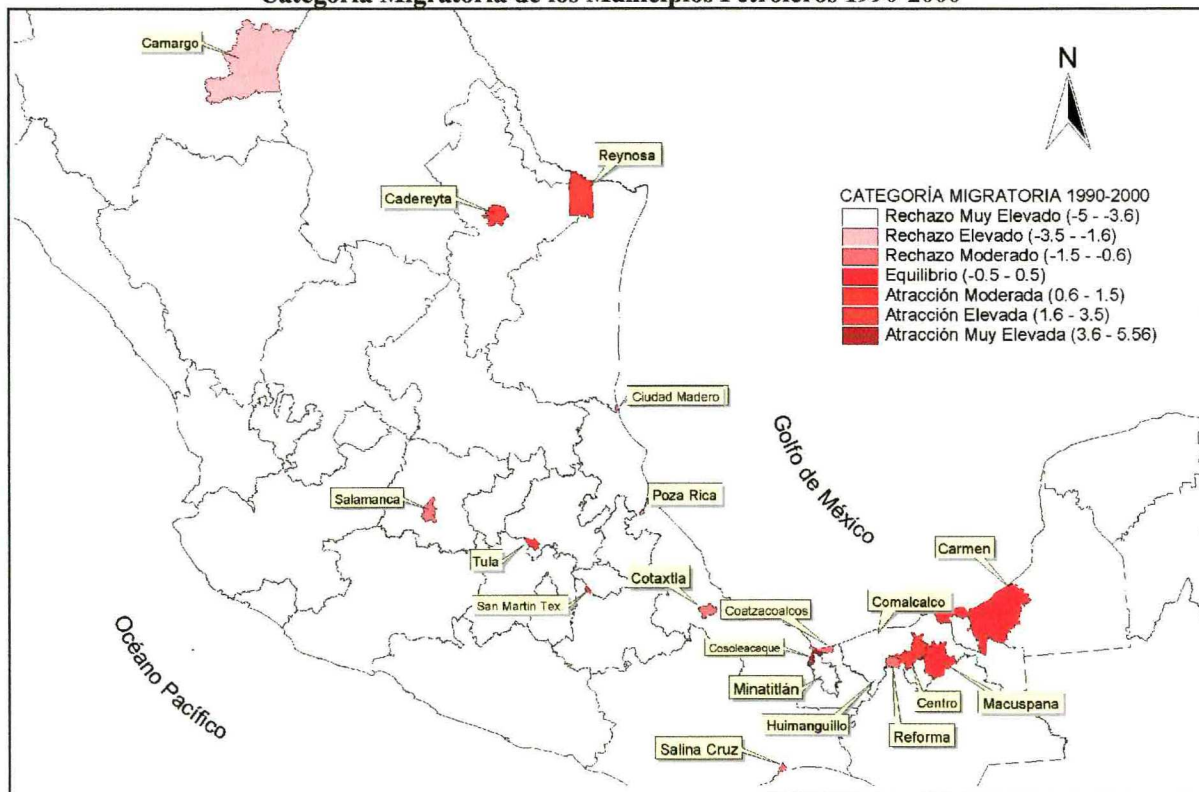 Categoría Migratoria de los Municipios Petroleros 1990-2000
Camargo
N
Reynosa
Cadereyta
CATEGORÍA MIGRATORIA 1990-2000
Rechazo Muy Elevado (-5 - -3.6)
Rechazo Elevado (-3.5 - -1.6)
Rechazo Moderado (-1.5 - -0.6)
Equilibrio (-0.5 - 0.5)
Atracción Moderada (0.6 - 1.5)
Atracción Elevada (1.6 - 3.5)
Atracción Muy Elevada (3.6 - 5.56)
Ciudad Madero
Golfo de México
Salamanca
Poza Rica
Carmen
Tula
Cotaxtla
San Martin Tex.
Coatzacoalcos
Comalcalco
Océano Pacífico
Cosoleacaque
Minatitlán
Centro
Macuspana
Huimanguillo
Reforma
Salina Cruz